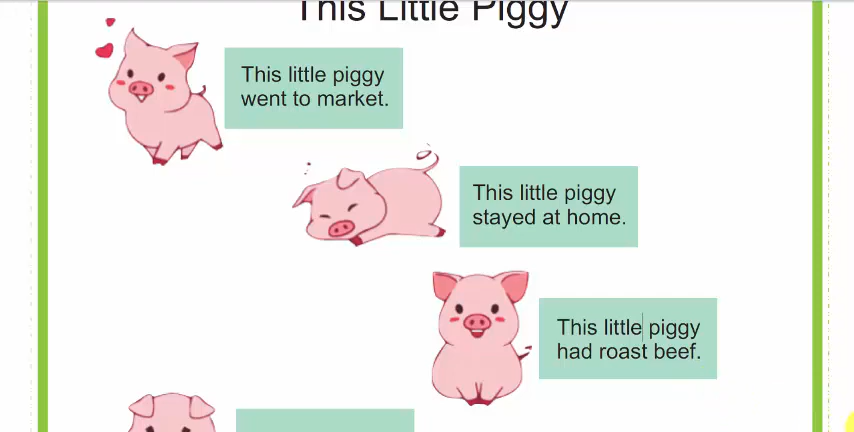 This Little Piggy
This little piggy
went to market.
This little piggy
stayed at home.
This little piggy
had roast beef.